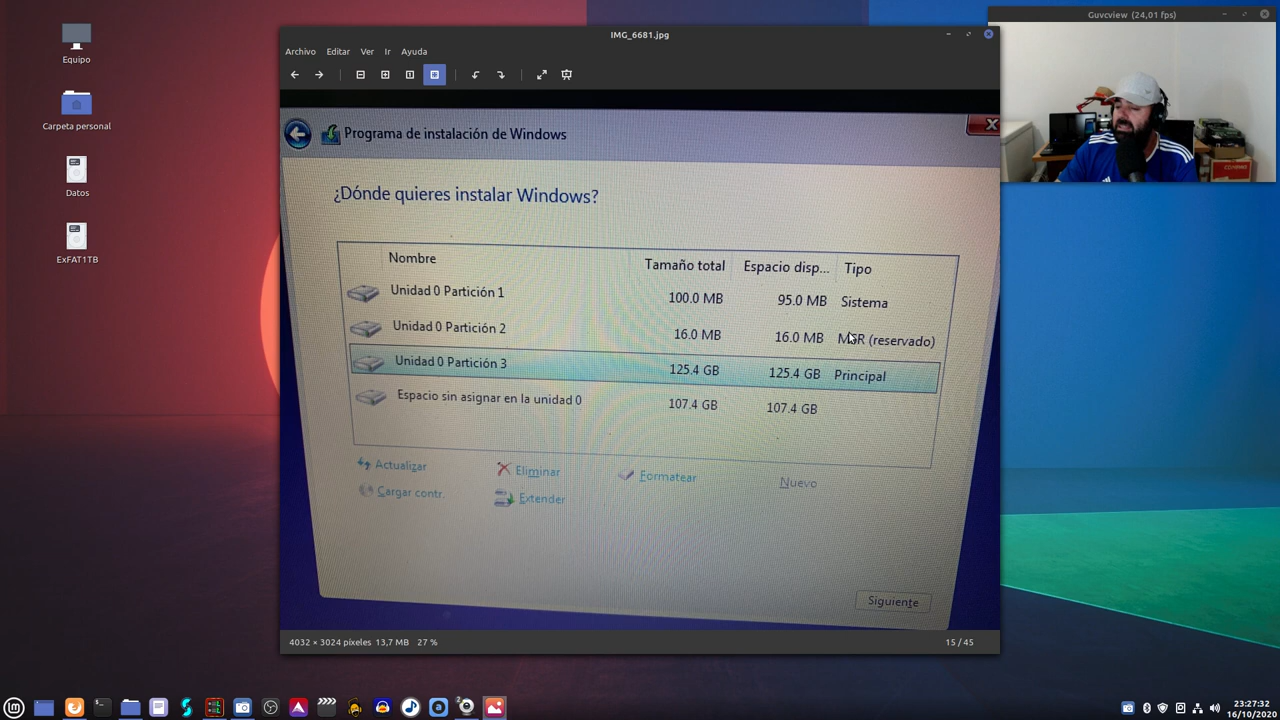 Equipo
Carpeta personal
Datos
ExFAT1TB
IMG_6681.jpg
Archivo Editar Ver Ir Ayuda
Programa de instalación de Windows
¿Dónde quieres instalar Windows?
Nombre Tamaño total Espacio disp... Tipo
Unidad 0 Partición 1 100.0 MB 95.0 MB Sistema
Unidad 0 Partición 2 16.0 MB 16.0 MB MSR (reservado)
Unidad 0 Partición 3 125.4 GB 125.4 GB Principal
Espacio sin asignar en la unidad 0 107.4 GB 107.4 GB
Actualizar Eliminar Formatear Nuevo
Cargar contr. Extender
Siguiente
4032 × 3024 píxeles 13,7 MB 27 % 15 / 45
Guvcview (24,01 fps)
23:27:32
16/10/2020